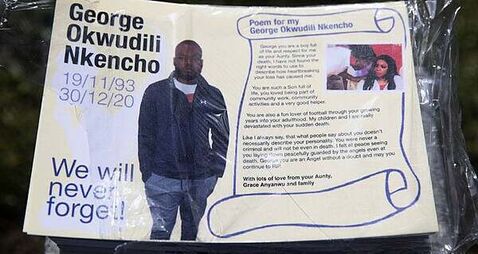 George
Okwudili
Nkencho
19/11/93
30/12/20
We will
never
forget!
Poem for my
George Okwudili Nkencho
George you are a boy full
of life and respect for me
as your Aunty. Since your
death, I have not found the
right words to use to
describe how heartbreaking
your loss has caused me.
You are such a Son full of
life, you loved being part of
community work, community
activities and a very good helper.
You are also a fun lover of football through your growing
years into your adulthood. My children and I are really
devastated with your sudden death.
Like I always say, that what people say about you doesn't
necessarily describe your personality. You were never a
criminal and will not be even in death. I felt at peace seeing
you laying flowers peacefully guarded by the angels even at
death. George you are an Angel without a doubt and may you
continue to RIP.
With lots of love from your Aunty,
Grace Anyanwu and family